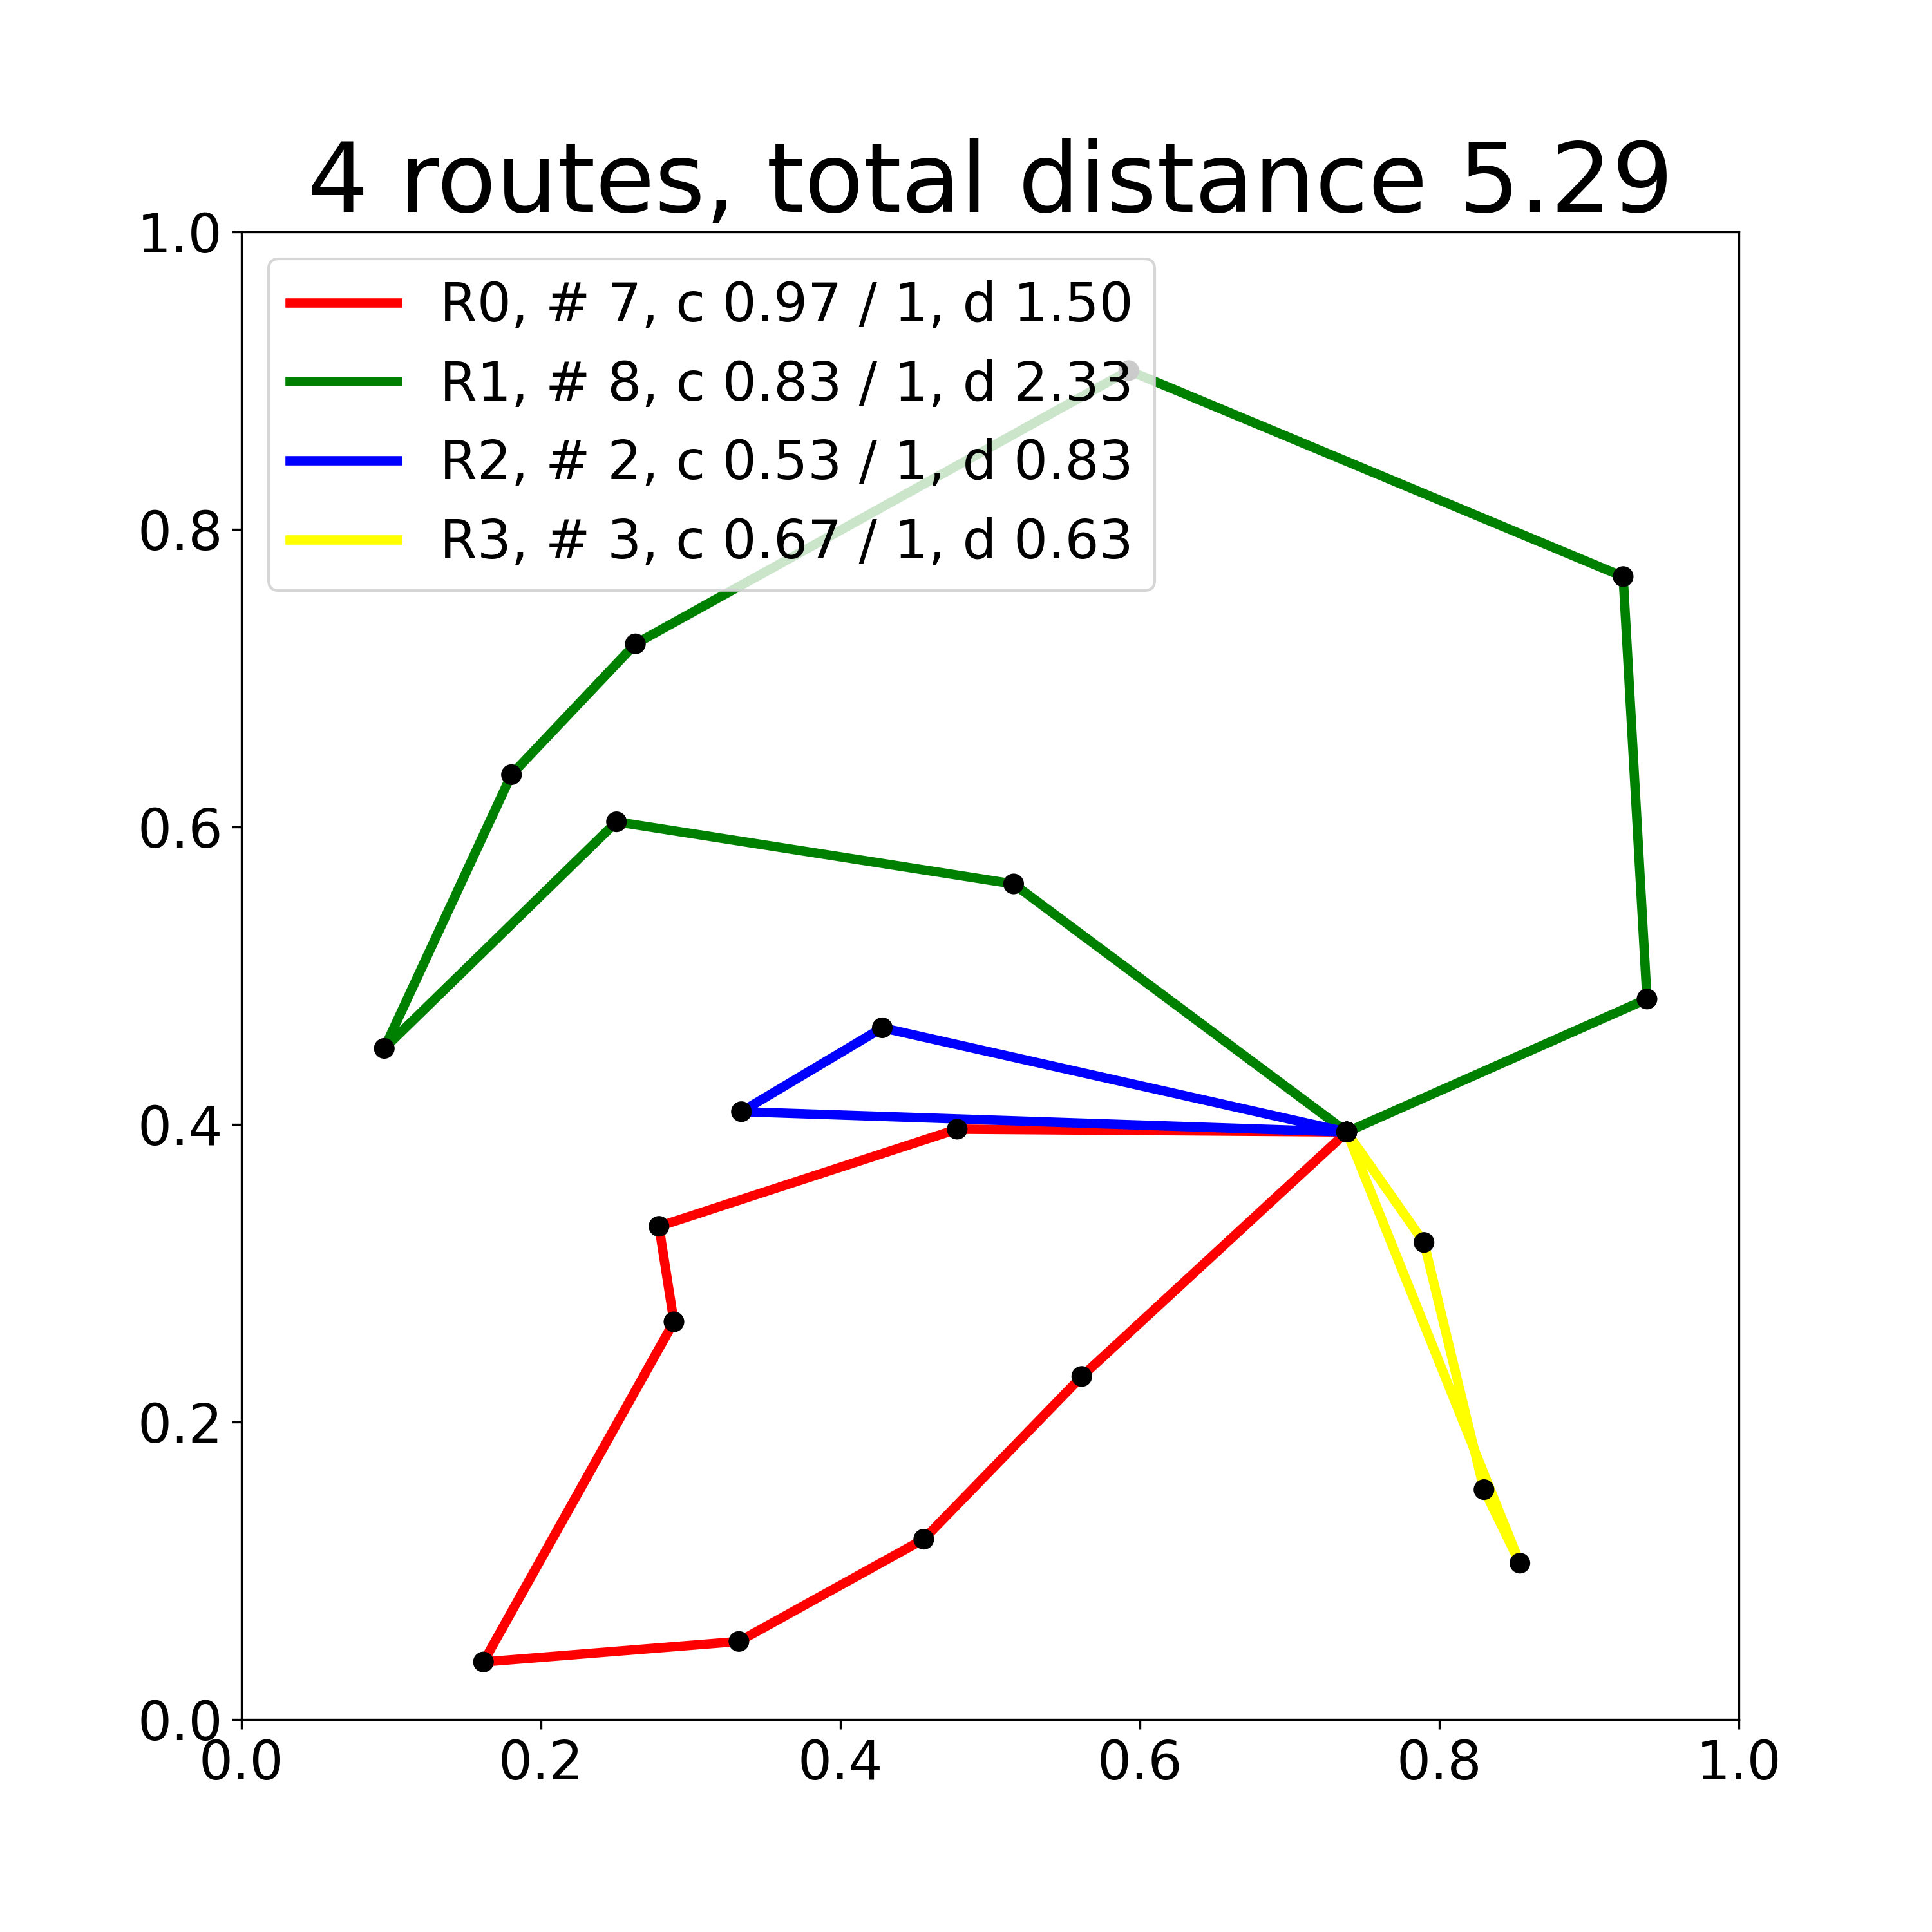 4 routes, total distance 5.29
1.0
R0, # 7, c 0.97 / 1, d 1.50
R1, # 8, c 0.83 / 1, d 2.33
R2, # 2, c 0.53 / 1, d 0.83
R3, # 3, c 0.67 / 1, d 0.63
0.8
0.6
0.4
0.2
0.0
0.0 0.2 0.4 0.6 0.8 1.0